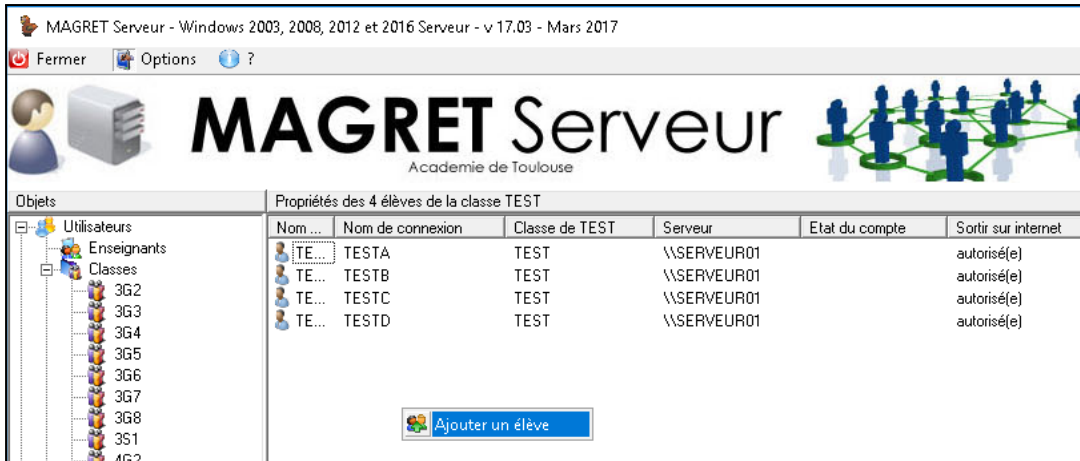 MAGRET Serveur - Windows 2003, 2008, 2012 et 2016 Serveur - v 17.03 - Mars 2017
Fermer Options ?
MAGRET Serveur
Academie de Toulouse
Objets
Propriétés des 4 élèves de la classe TEST
Utilisateurs
Enseignants
Classes
3G2
3G3
3G4
3G5
3G6
3G7
3G8
3S1
4G2
Nom ... Nom de connexion Classe de TEST Serveur Etat du compte Sortir sur internet
TE... TESTA TEST \\SERVEUR01 autorisé(e)
TE... TESTB TEST \\SERVEUR01 autorisé(e)
TE... TESTC TEST \\SERVEUR01 autorisé(e)
TE... TESTD TEST \\SERVEUR01 autorisé(e)
Ajouter un élève